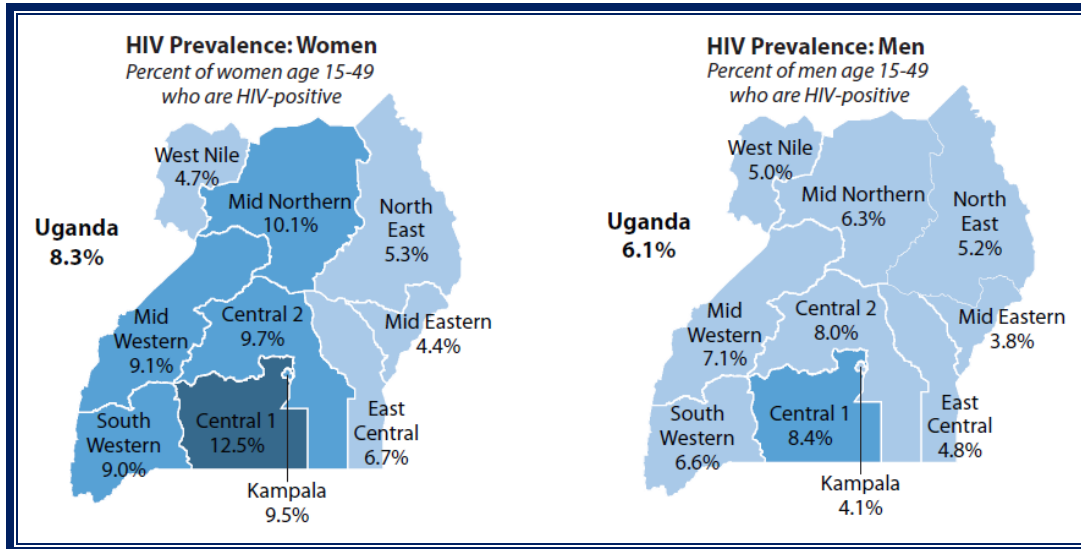 HIV Prevalence: Women
Percent of women age 15-49
who are HIV-positive
West Nile
4.7%
Mid Northern
10.1%
North
East
5.3%
Uganda
8.3%
Central 2
9.7%
Mid
Western
9.1%
Mid Eastern
4.4%
South
Western
9.0%
Central 1
12.5%
East
Central
6.7%
Kampala
9.5%
HIV Prevalence: Men
Percent of men age 15-49
who are HIV-positive
West Nile
5.0%
Mid Northern
6.3%
North
East
5.2%
Uganda
6.1%
Central 2
8.0%
Mid
Western
7.1%
Mid Eastern
3.8%
South
Western
6.6%
Central 1
8.4%
East
Central
4.8%
Kampala
4.1%